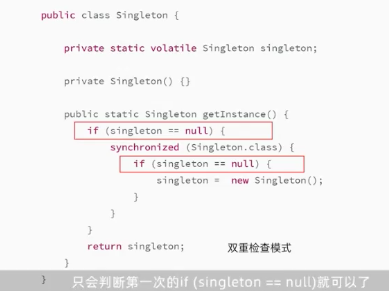 public class Singleton {
private static volatile Singleton singleton;
private Singleton() {}
public static Singleton getInstance() {
if (singleton == null) {
synchronized (Singleton.class) {
if (singleton == null) {
singleton =  new Singleton();
}
}
}
return singleton;
双重检查模式
}
}
只会判断第一次的if (singleton == null)就可以了